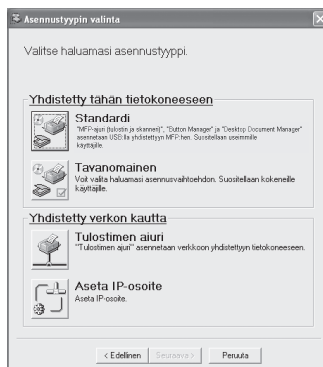 Asennustyypin valinta
Valitse haluamasi asennustyyppi.
Yhdistetty tähän tietokoneeseen
Standardi
"MFP-ajuri (tulostin ja skanneri)", "Button Manager" ja "Desktop Document Manager"
asennetaan USB:lla yhdistettyyn MFP:hen. Suositellaan useimmille
käyttäjille.
Tavanomainen
Voit valita haluamasi asennusvaihtoehdon. Suositellaan kokeneille
käyttäjille.
Yhdistetty verkon kautta
Tulostimen ajuri
"Tulostimen ajuri" asennetaan verkkoon yhdistettyyn tietokoneeseen.
Aseta IP-osoite
Aseta IP-osoite.
< Edellinen Seuraava > Peruuta